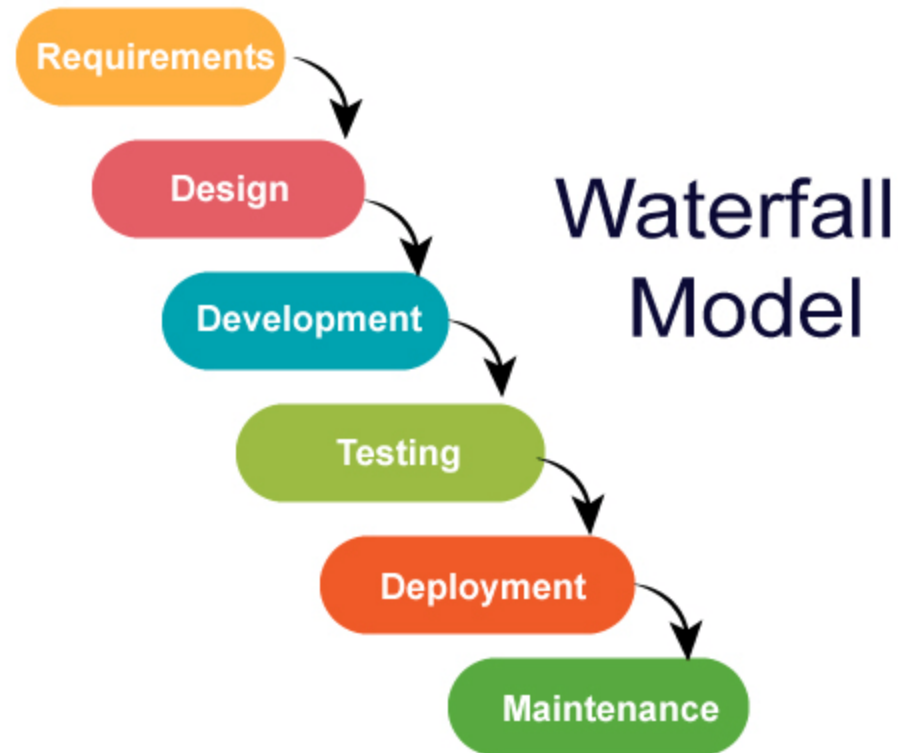 Requirements
Design
Waterfall
Model
Development
Testing
Deployment
Maintenance